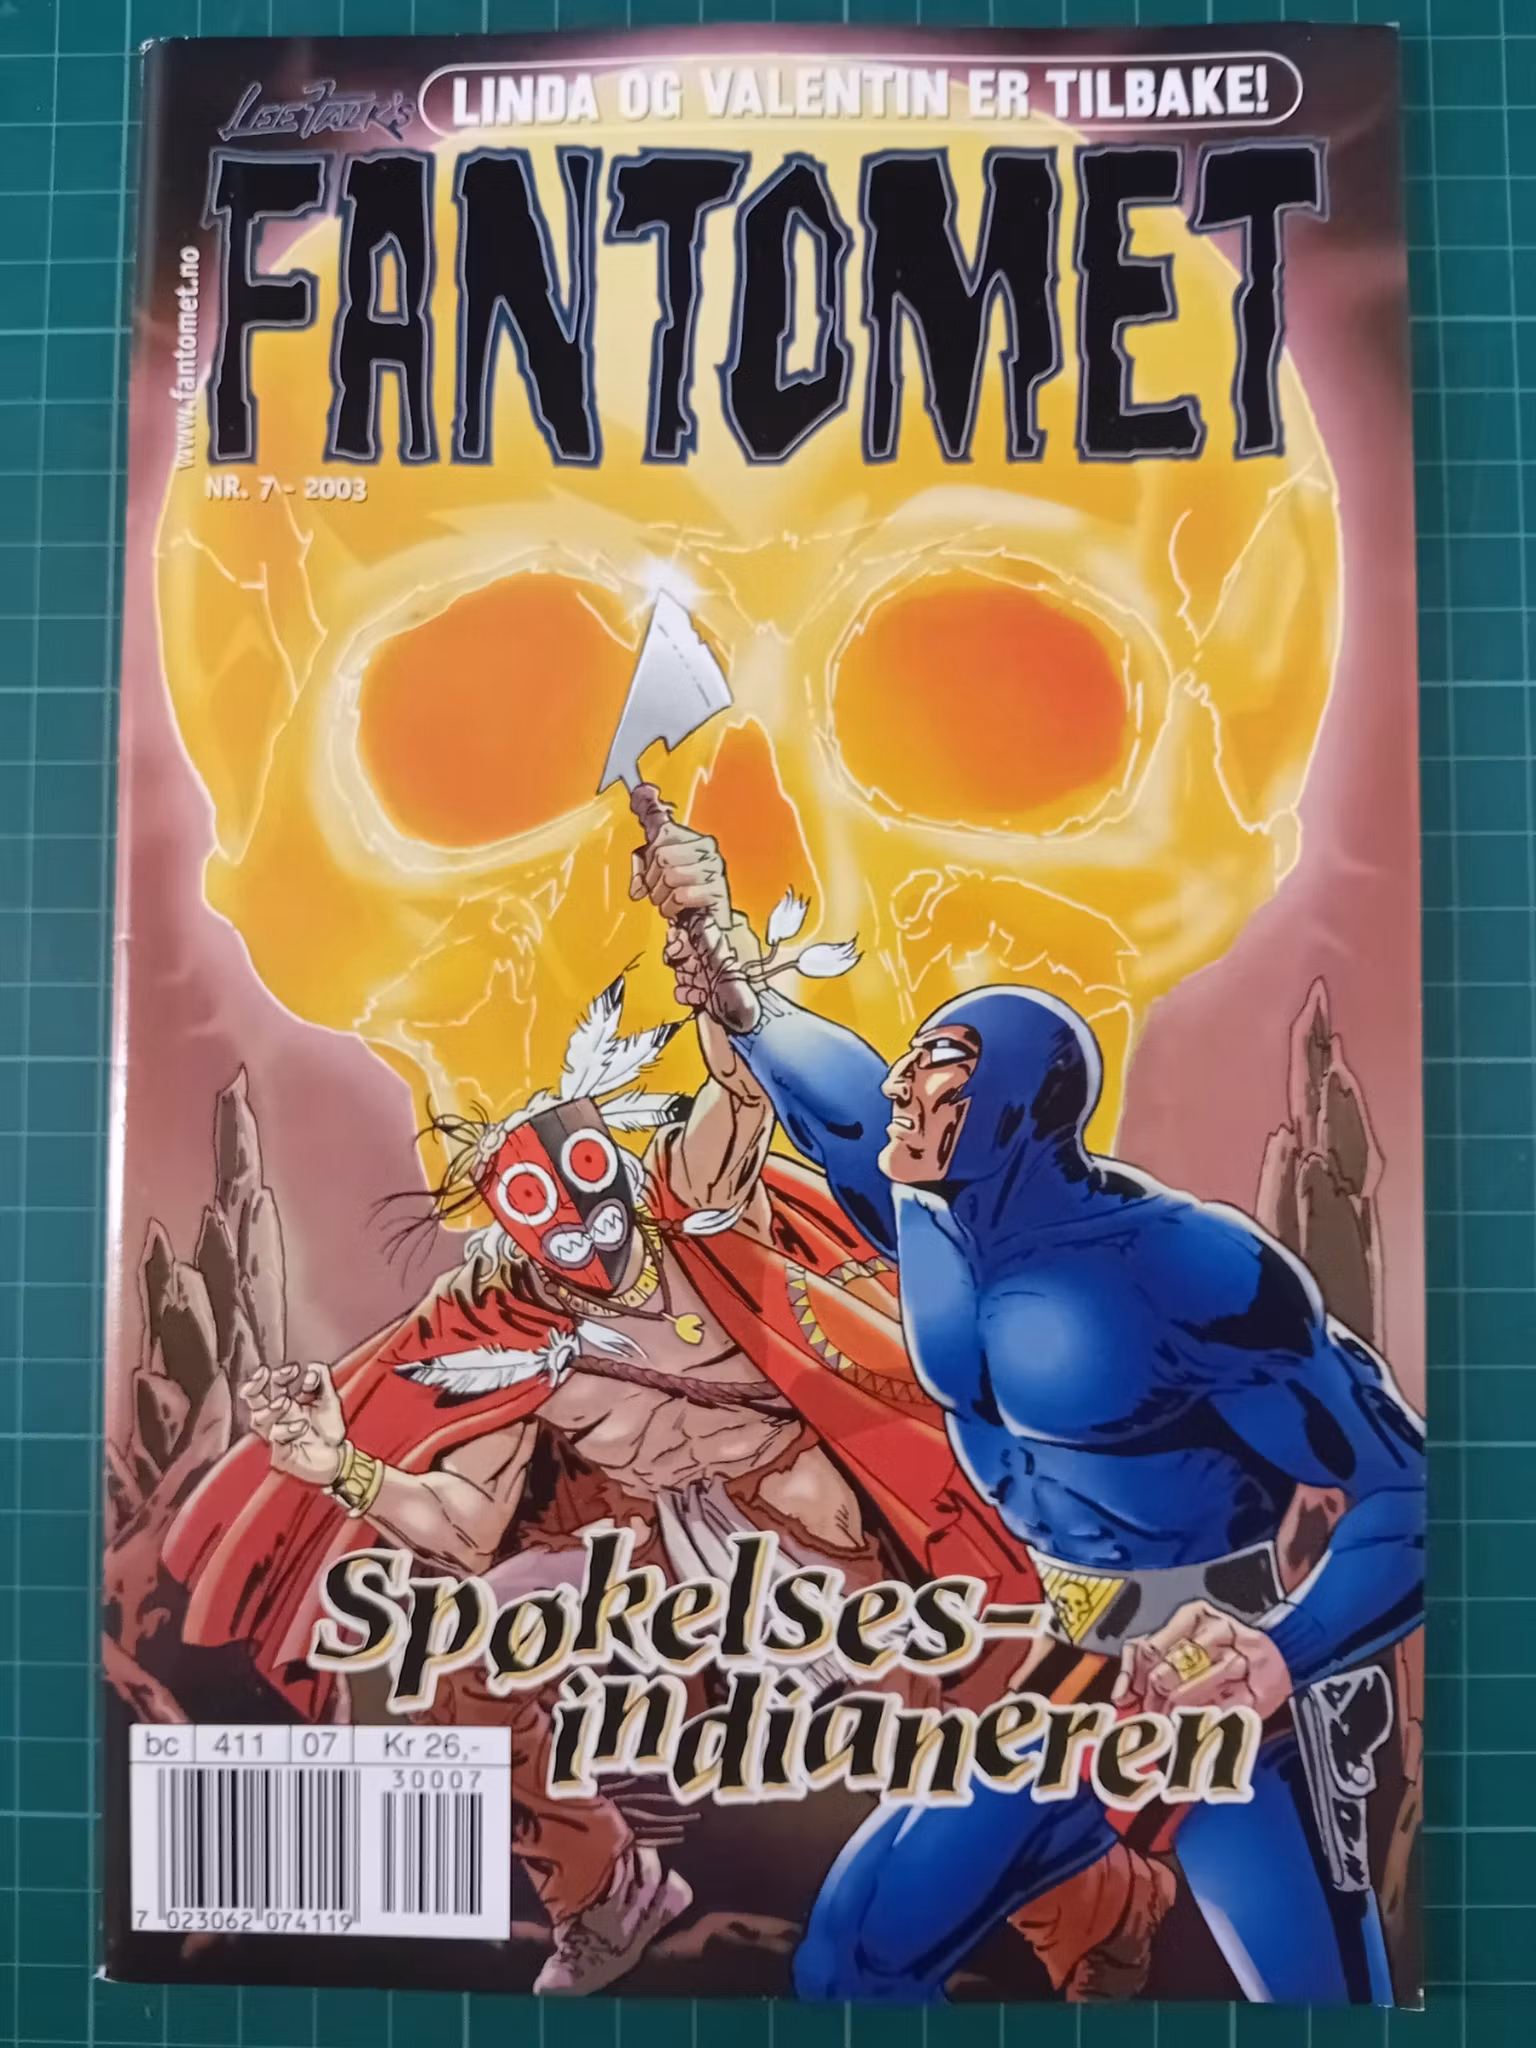 LEE FALK'S
LINDA OG VALENTIN ER TILBAKE!
FANTOMET
www.fantomet.no
NR. 7 - 2003
Spøkelses-
indianeren
bc 411 07 Kr 26,-
30007
7 023062 074119